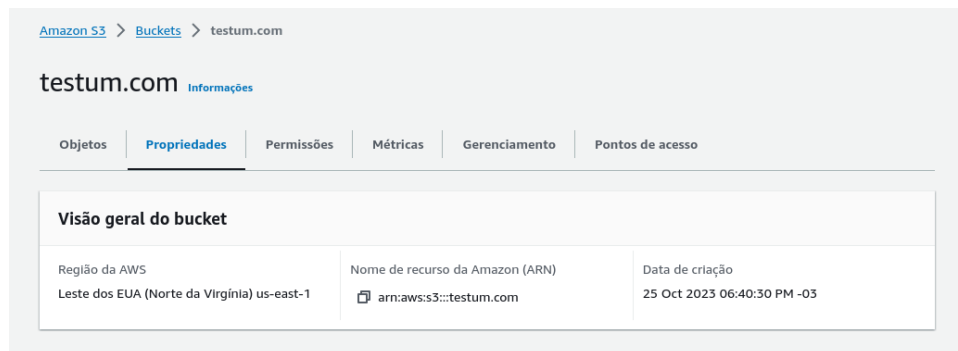 Amazon S3 > Buckets > testum.com
testum.com Informações
Objetos Propriedades Permissões Métricas Gerenciamento Pontos de acesso
Visão geral do bucket
Região da AWS Nome de recurso da Amazon (ARN) Data de criação
Leste dos EUA (Norte da Virgínia) us-east-1 arn:aws:s3:::testum.com 25 Oct 2023 06:40:30 PM -03